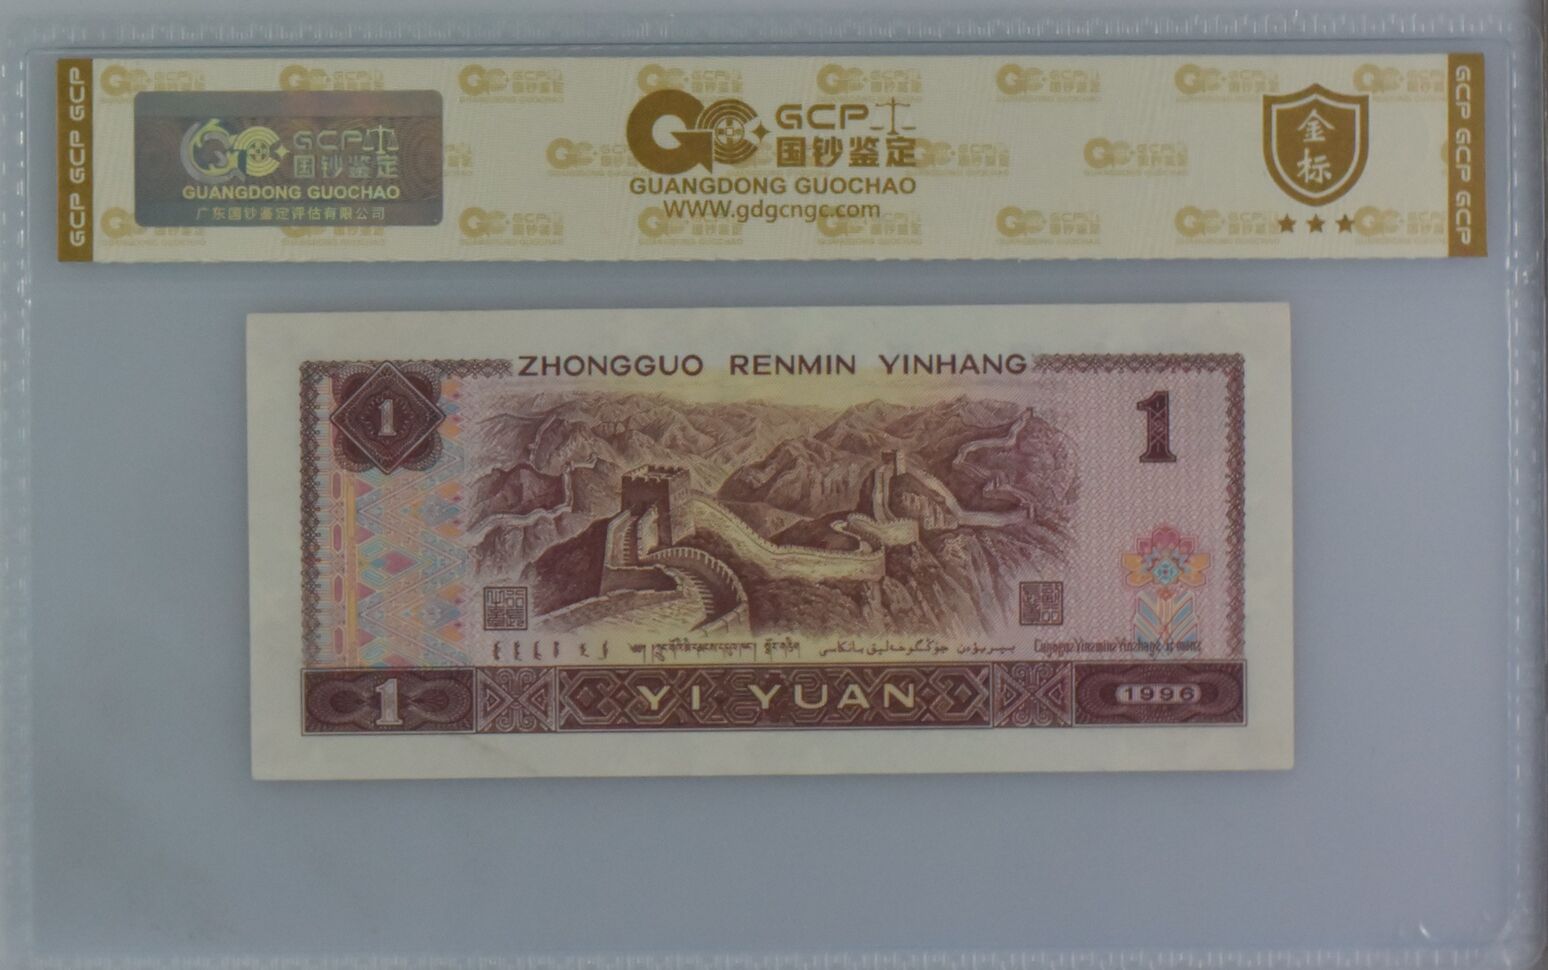 GCP GCP GCP
GCP
国钞鉴定
GUANGDONG GUOCHAO
广东国钞鉴定评估有限公司
GCP
国钞鉴定
GUANGDONG GUOCHAO
WWW.gdgcngc.com
金标
GCP GCP GCP
ZHONGGUO RENMIN YINHANG
1
1
1
YI YUAN
1996